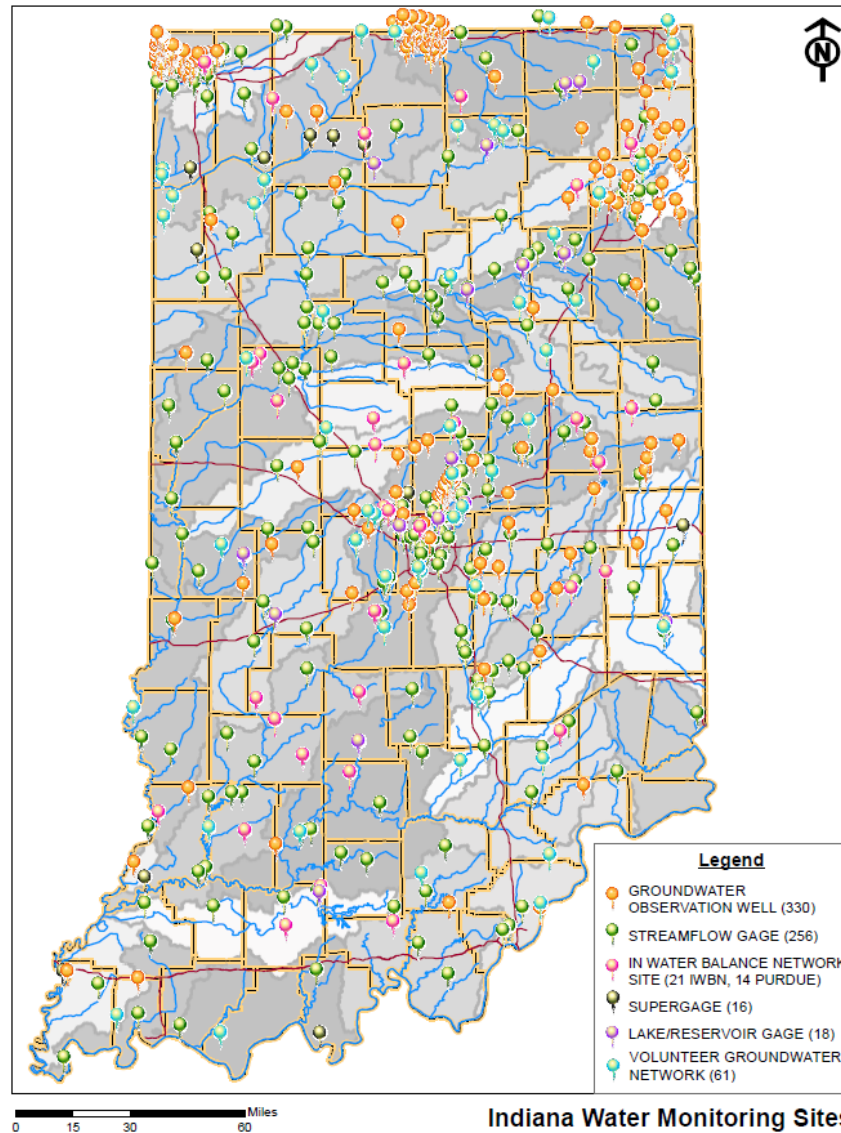 N
Legend
GROUNDWATER
OBSERVATION WELL (330)
STREAMFLOW GAGE (256)
IN WATER BALANCE NETWORK
SITE (21 IWBN, 14 PURDUE)
SUPERGAGE (16)
LAKE/RESERVOIR GAGE (18)
VOLUNTEER GROUNDWATER
NETWORK (61)
Miles
0 15 30 60
Indiana Water Monitoring Sites